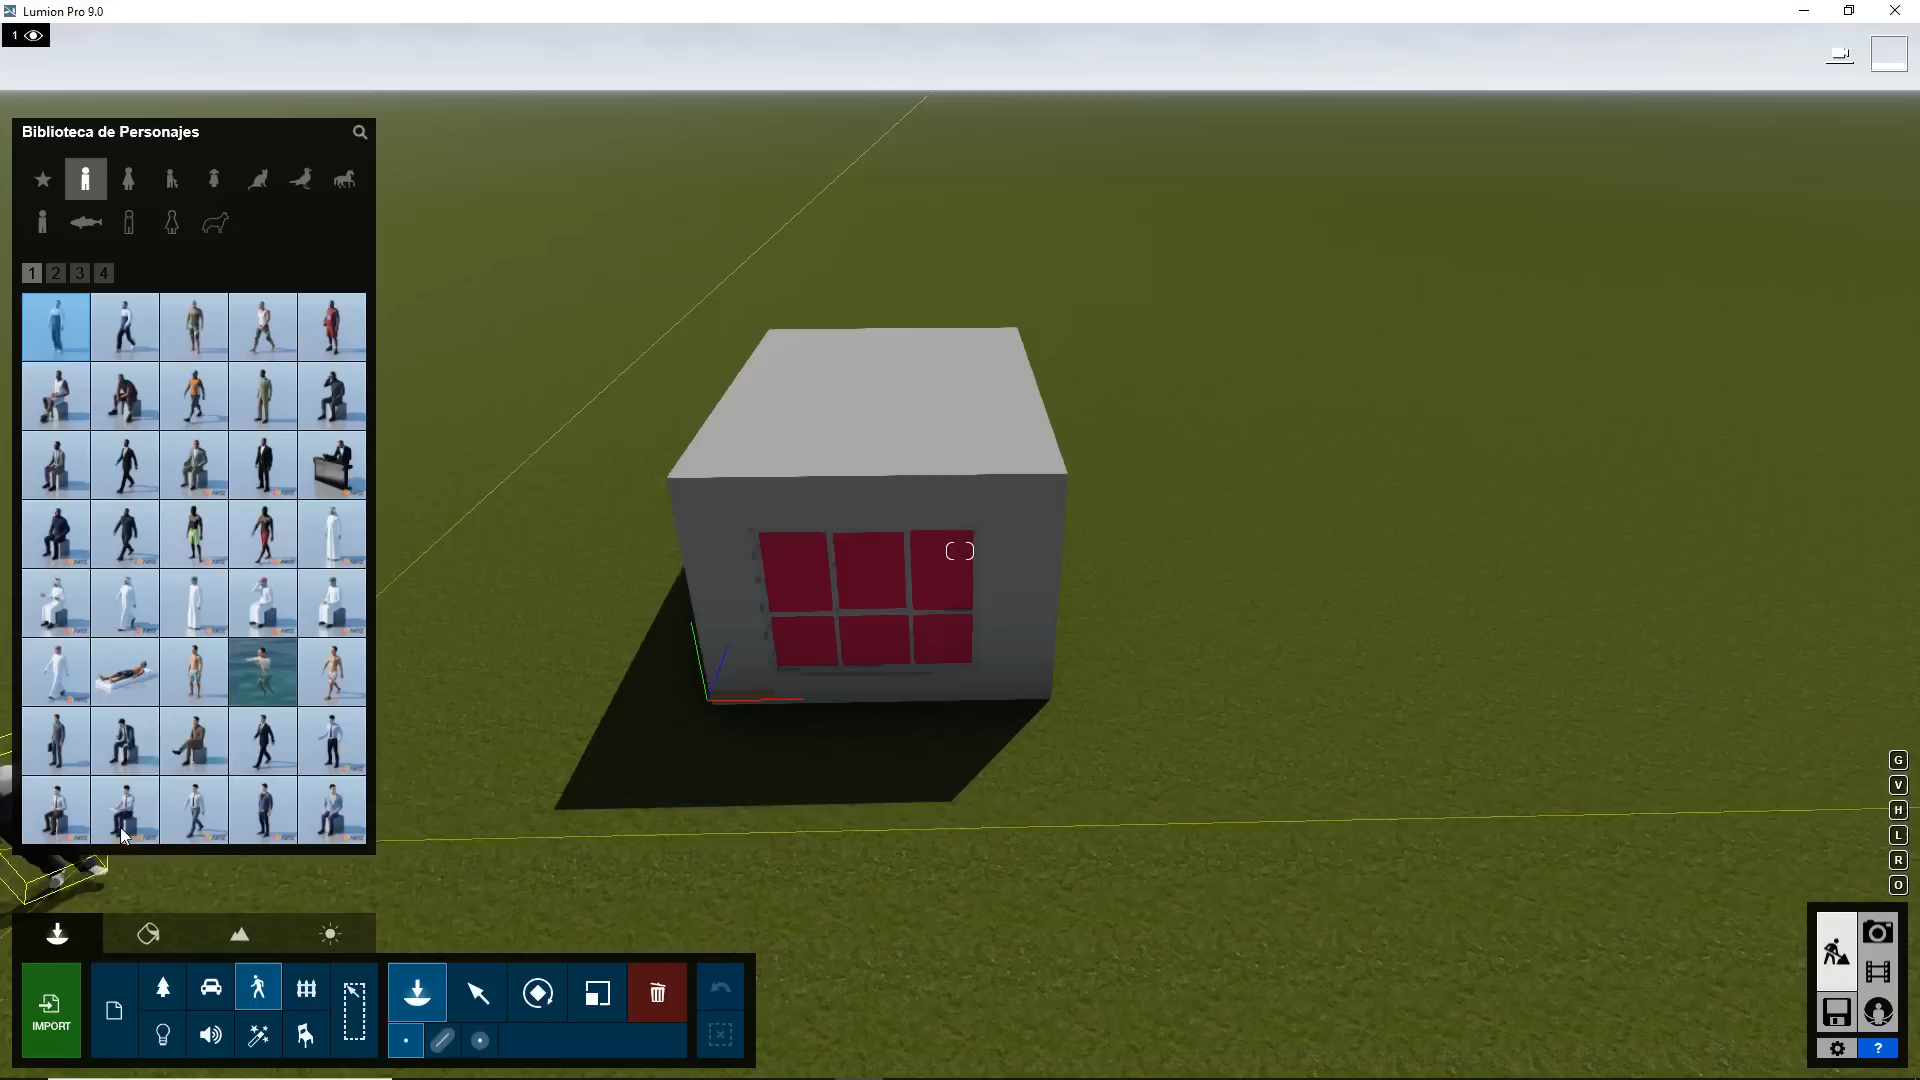 Lumion Pro 9.0
1
Biblioteca de Personajes
1 2 3 4
G
V
H
L
R
O
IMPORT
?